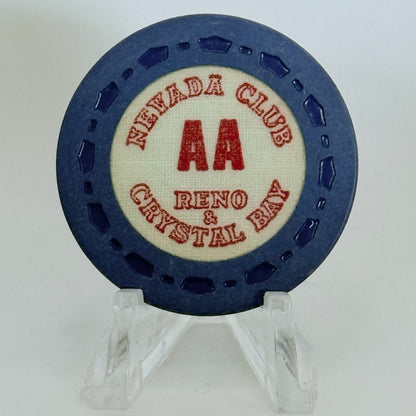 NEVADA CLUB
AA
RENO
&
CRYSTAL BAY